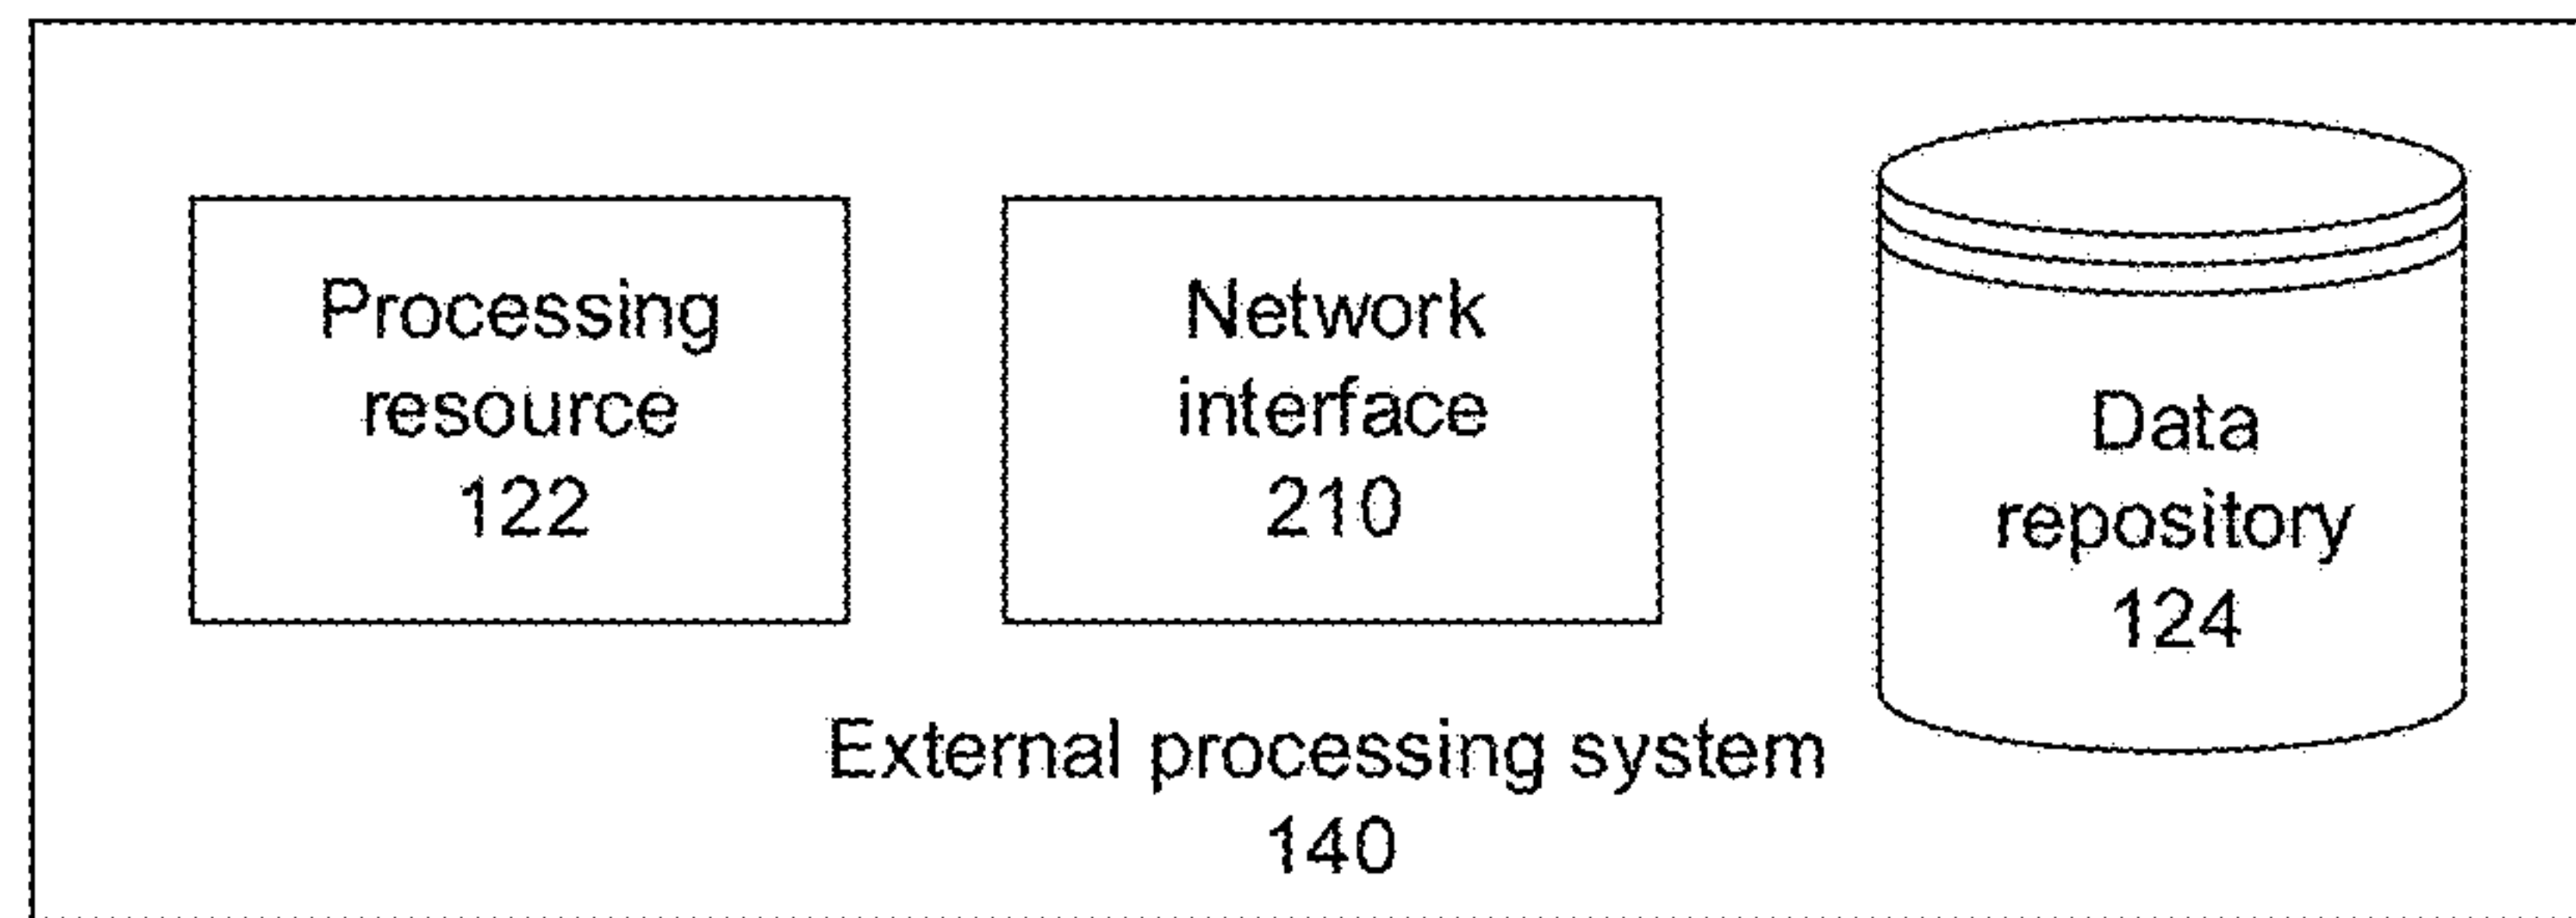 Processing
resource
122
Network
interface
210
Data
repository
124
External processing system
140